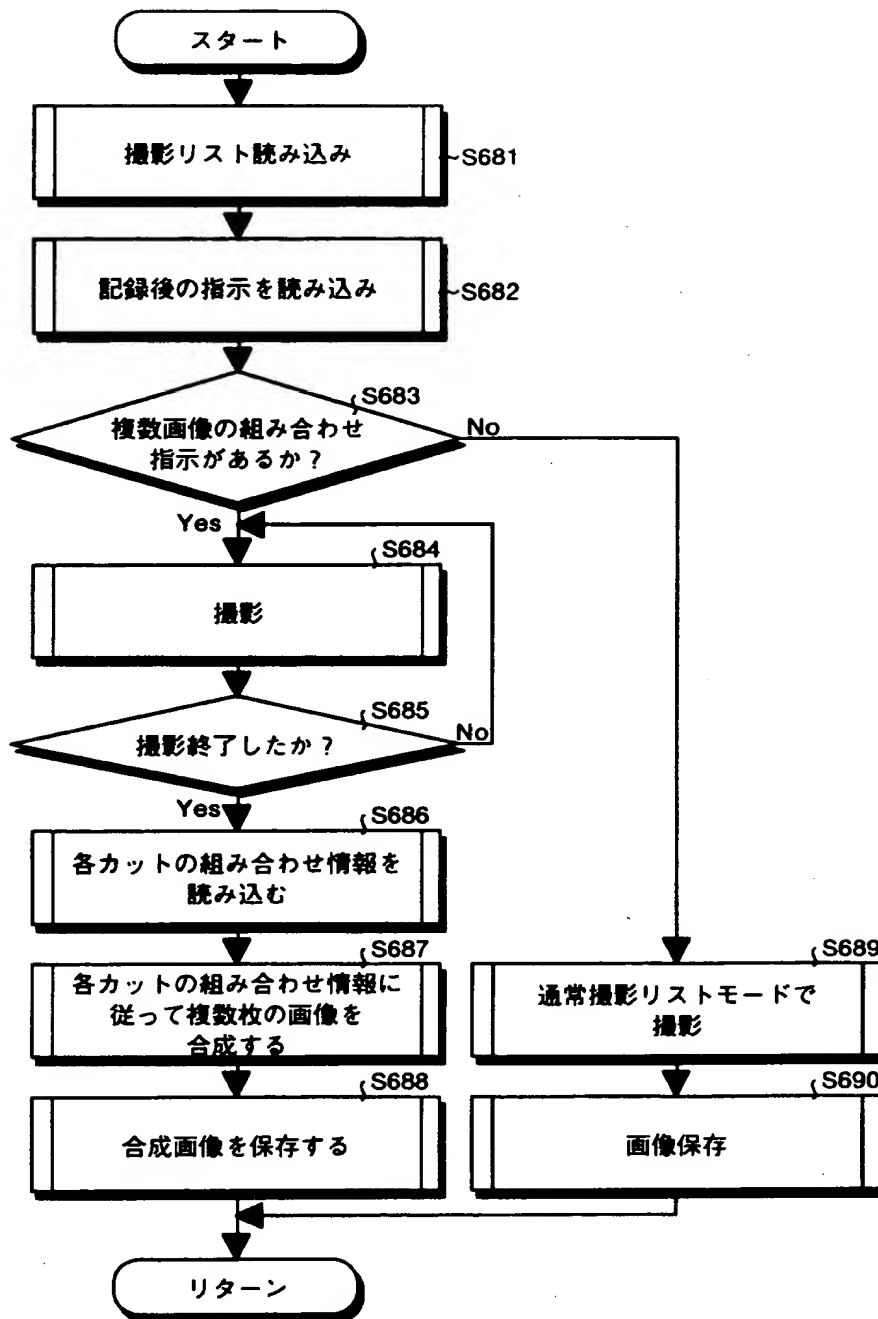 スタート
撮影リスト読み込み
S681
記録後の指示を読み込み
S682
S683
複数画像の組み合わせ
指示があるか?
No
Yes
S684
撮影
S685
撮影終了したか?
No
Yes
S686
各カットの組み合わせ情報を
読み込む
S687
各カットの組み合わせ情報に
従って複数枚の画像を
合成する
S689
通常撮影リストモードで
撮影
S688
合成画像を保存する
S690
画像保存
リターン